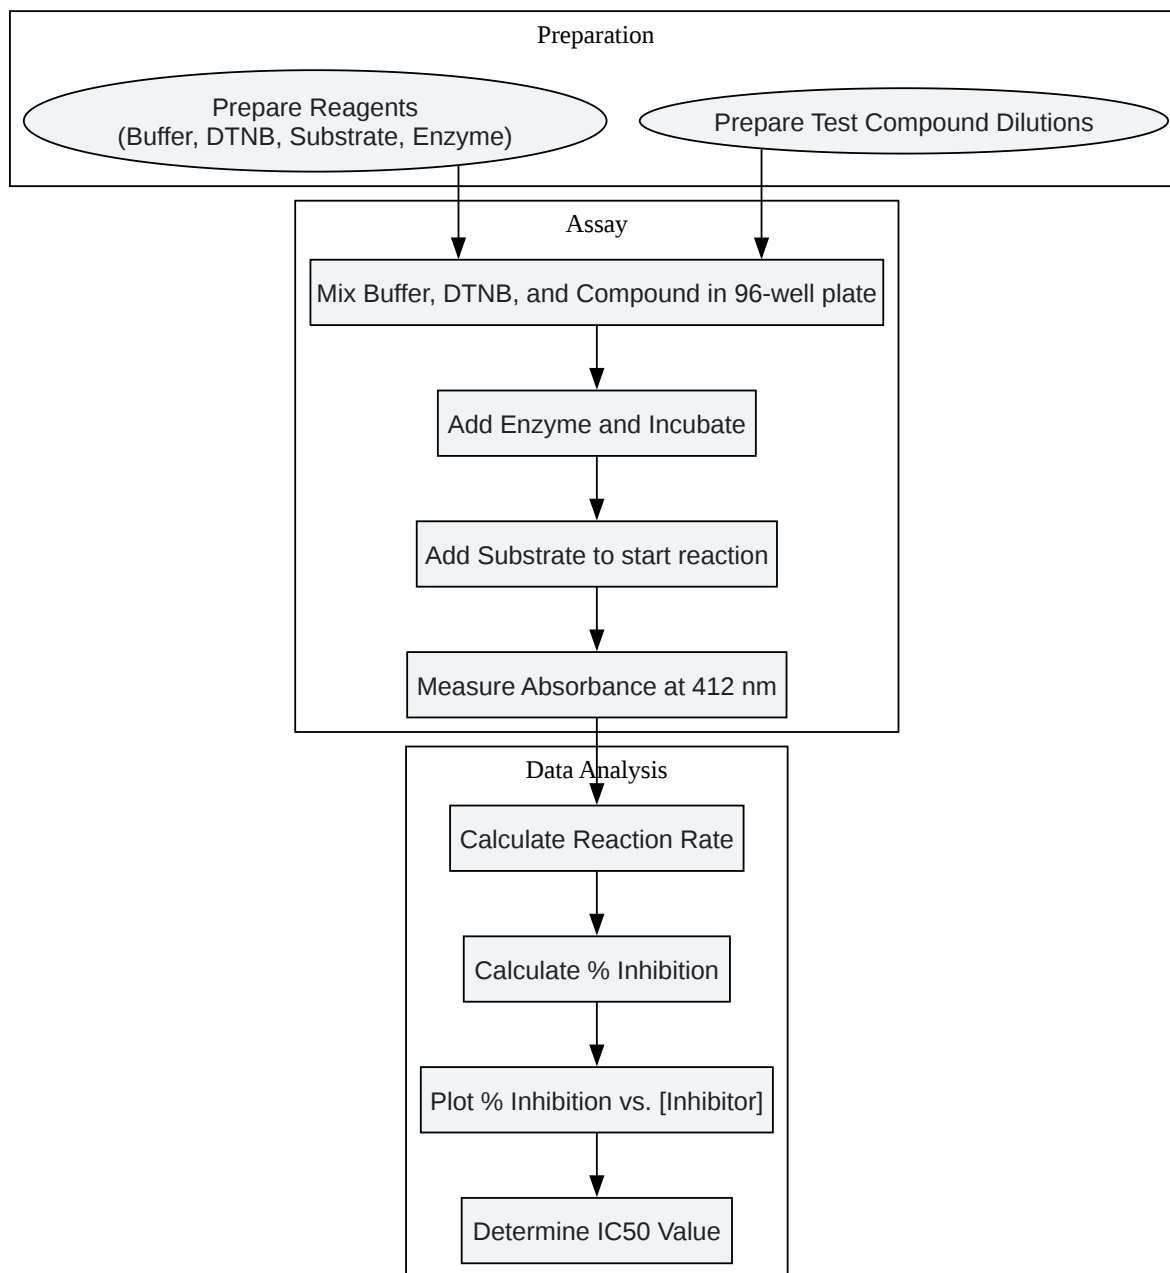 Preparation
Prepare Reagents
(Buffer, DTNB, Substrate, Enzyme)
Prepare Test Compound Dilutions
Assay
Mix Buffer, DTNB, and Compound in 96-well plate
Add Enzyme and Incubate
Add Substrate to start reaction
Measure Absorbance at 412 nm
Data Analysis
Calculate Reaction Rate
Calculate % Inhibition
Plot % Inhibition vs. [Inhibitor]
Determine IC50 Value